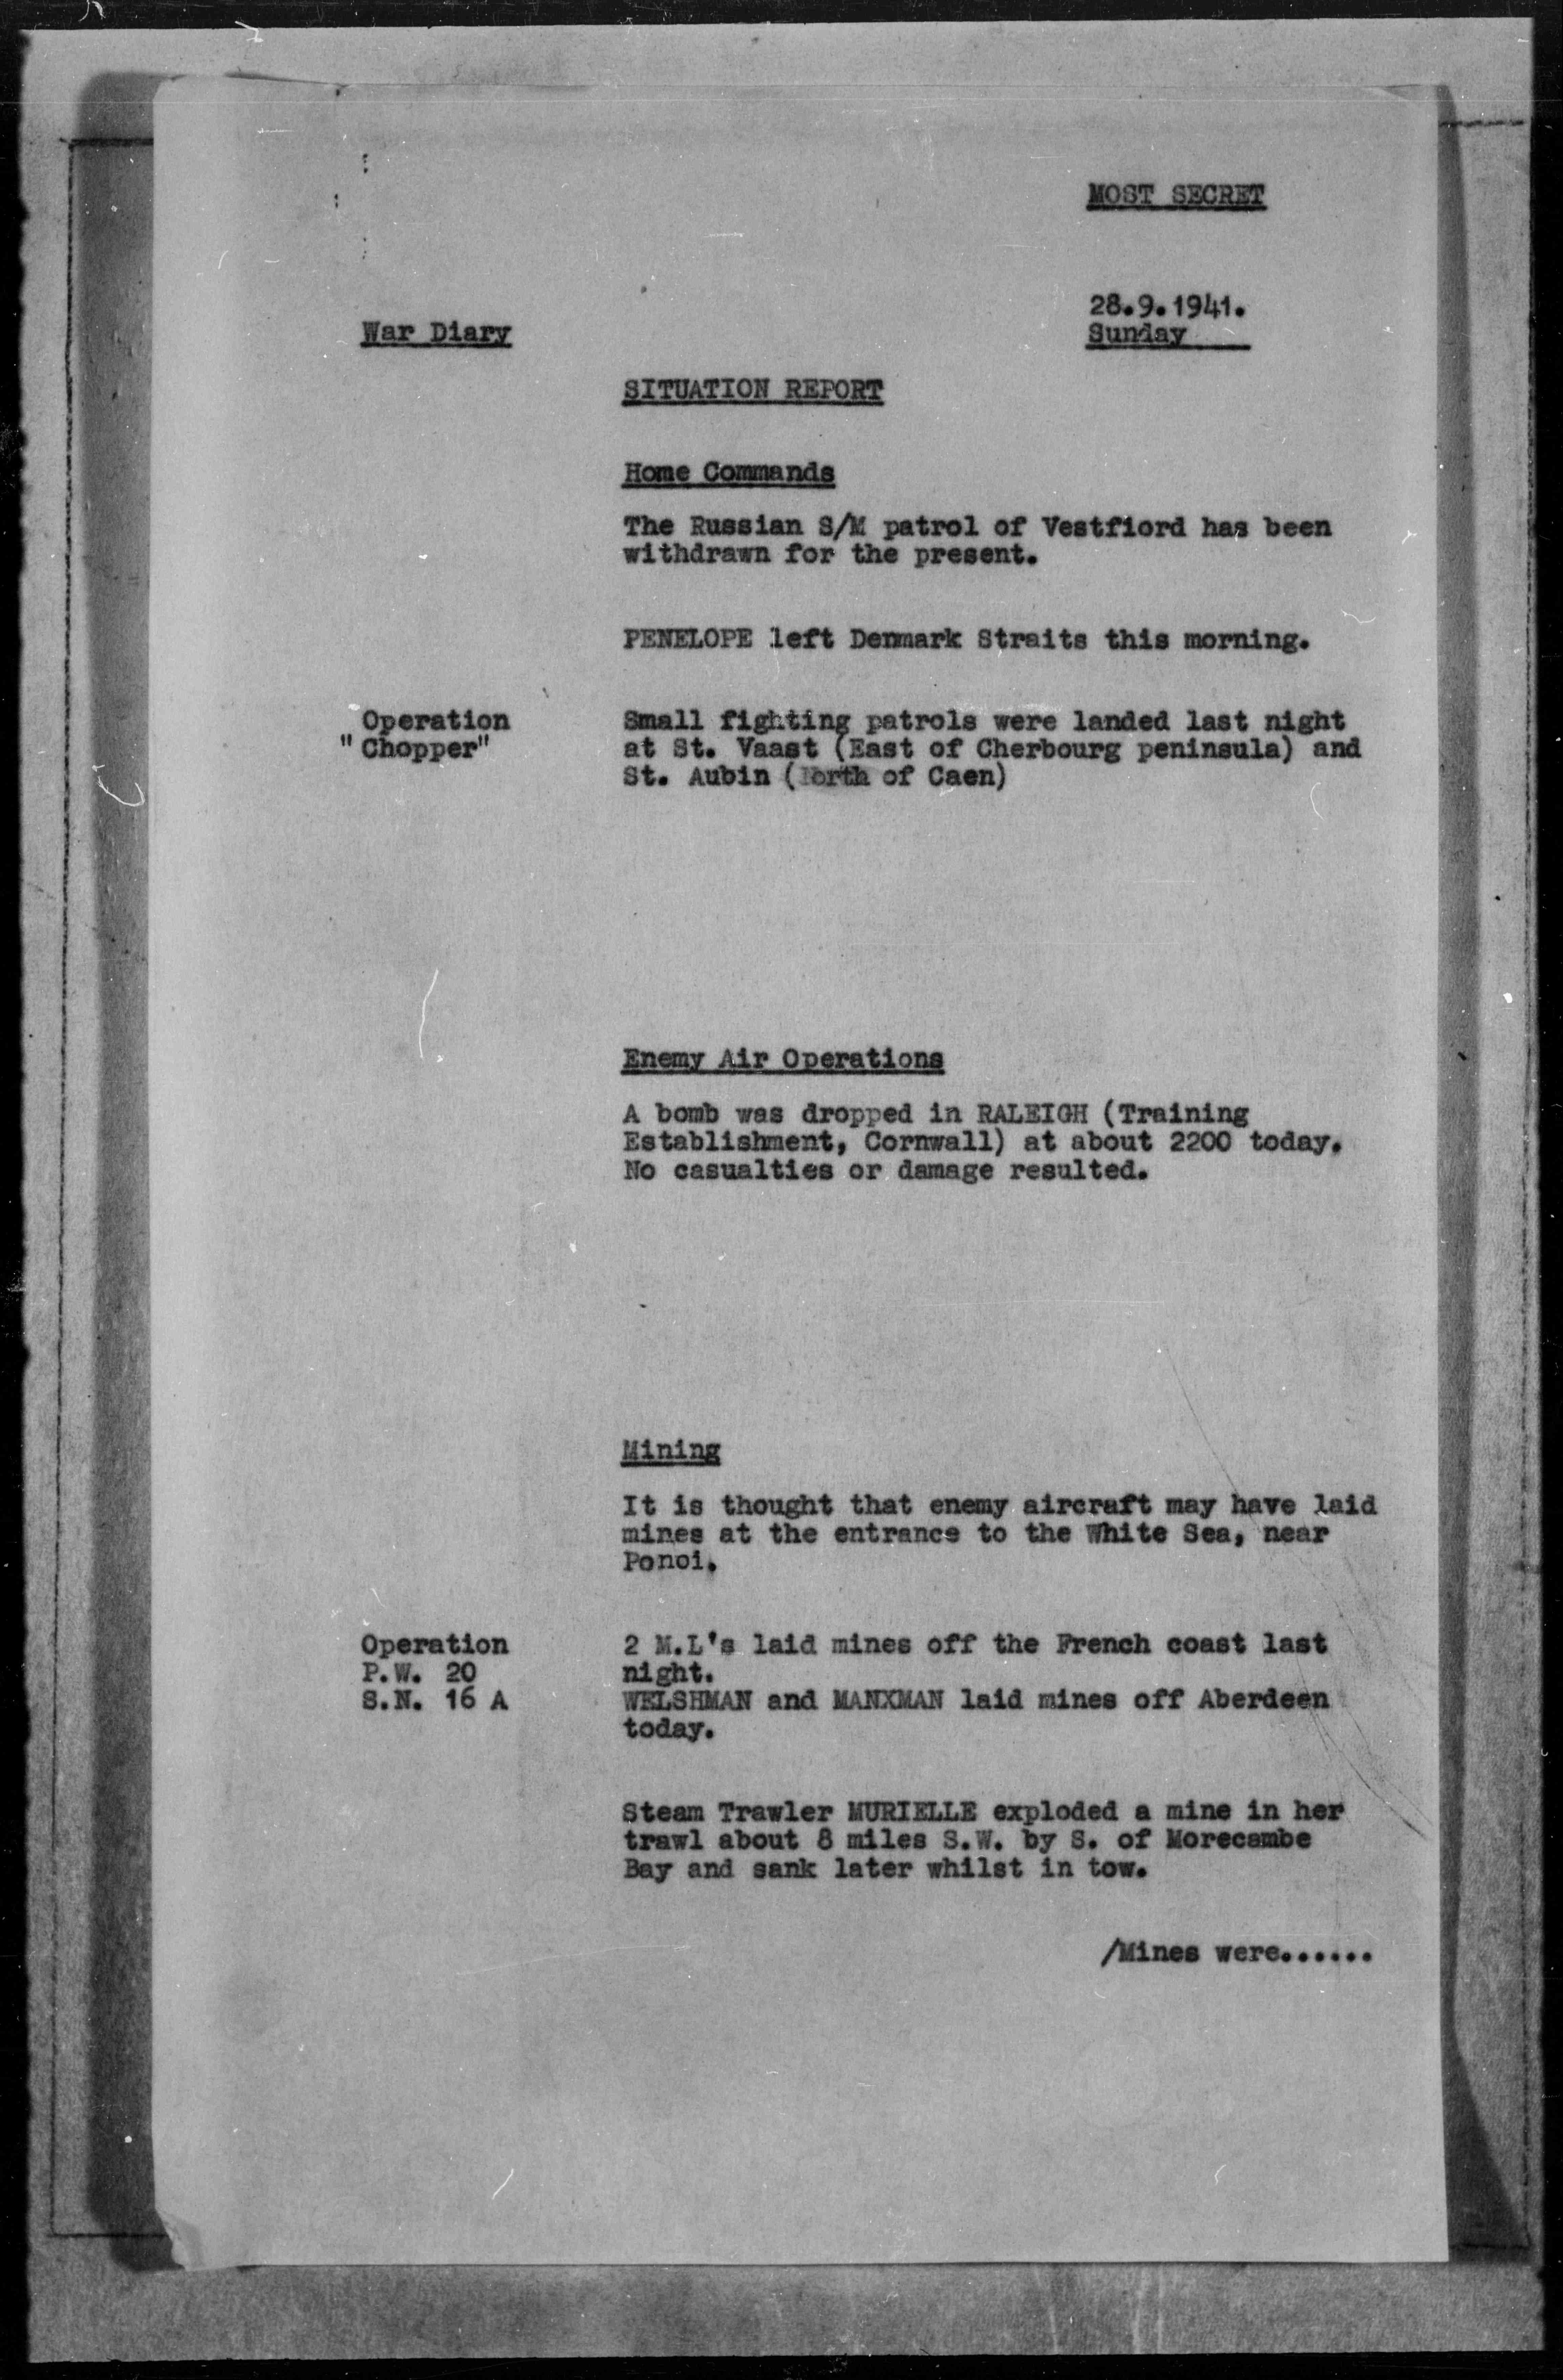 MOST SECRET
28.9.1941.
War Diary
Sunday
SITUATION REPORT
Home Commands
The Russian S/M patrol of Vestfiord has been
withdrawn for the present.
PENELOPE left Denmark Straits this morning.
Operation
"Chopper"
Small fighting patrols were landed last night
at St. Vaast (East of Cherbourg peninsula) and
St. Aubin (North of Caen)
Enemy Air Operations
A bomb was dropped in RALEIGH (Training
Establishment, Cornwall) at about 2200 today.
No casualties or damage resulted.
Mining
It is thought that enemy aircraft may have laid
mines at the entrance to the White Sea, near
Ponoi.
Operation
P.W. 20
S.N. 16 A
2 M.L's laid mines off the French coast last
night.
WELSHMAN and MANXMAN laid mines off Aberdeen
today.
Steam Trawler MURIELLE exploded a mine in her
trawl about 8 miles S.W. by S. of Morecambe
Bay and sank later whilst in tow.
/Mines were......